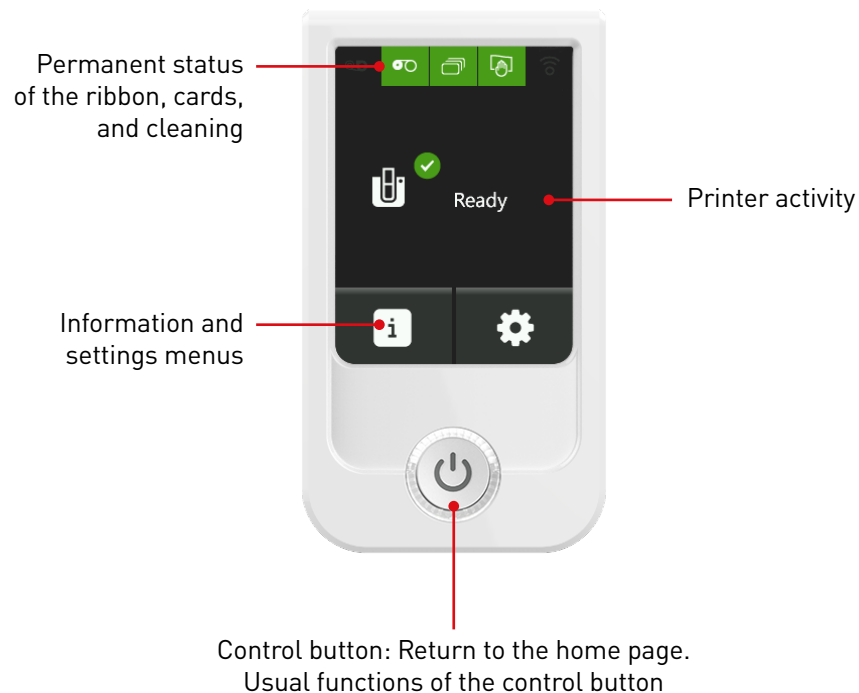 Permanent status
of the ribbon, cards,
and cleaning
Ready
Printer activity
Information and
settings menus
i
Control button: Return to the home page.
Usual functions of the control button